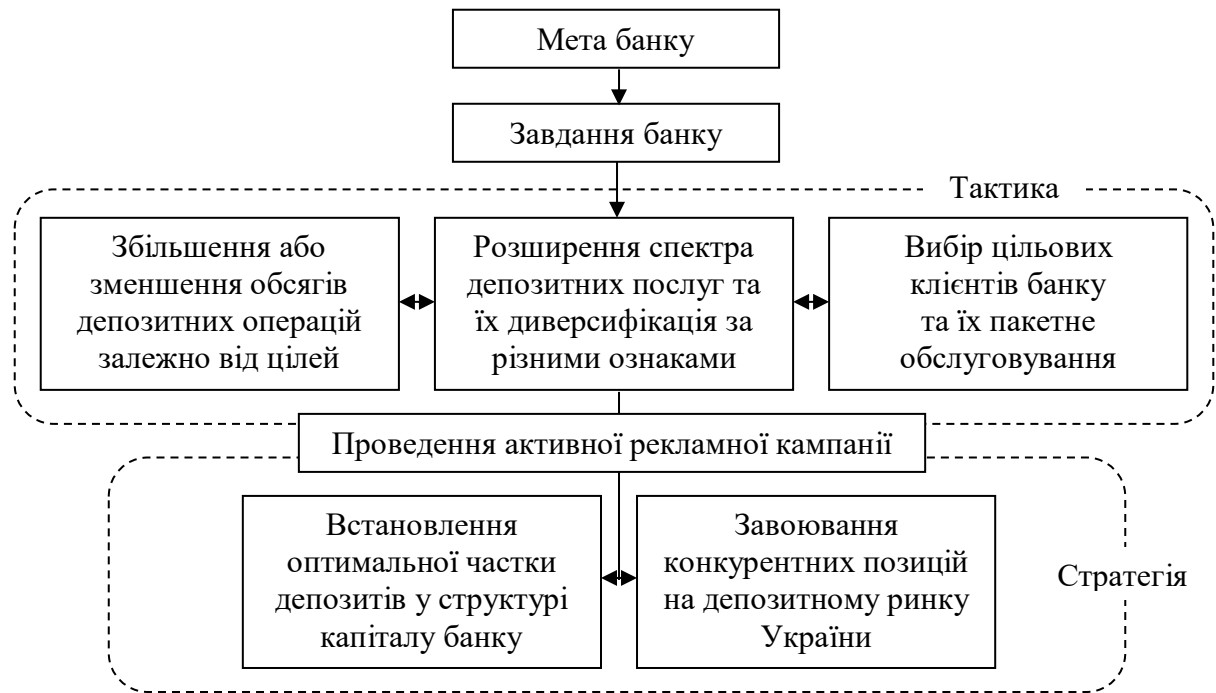 Мета банку
Завдання банку
Тактика
Збільшення або
зменшення обсягів
депозитних операцій
залежно від цілей
Розширення спектра
депозитних послуг та
їх диверсифікація за
різними ознаками
Вибір цільових
клієнтів банку
та їх пакетне
обслуговування
Проведення активної рекламної кампанії
Встановлення
оптимальної частки
депозитів у структурі
капіталу банку
Завоювання
конкурентних позицій
на депозитному ринку
України
Стратегія